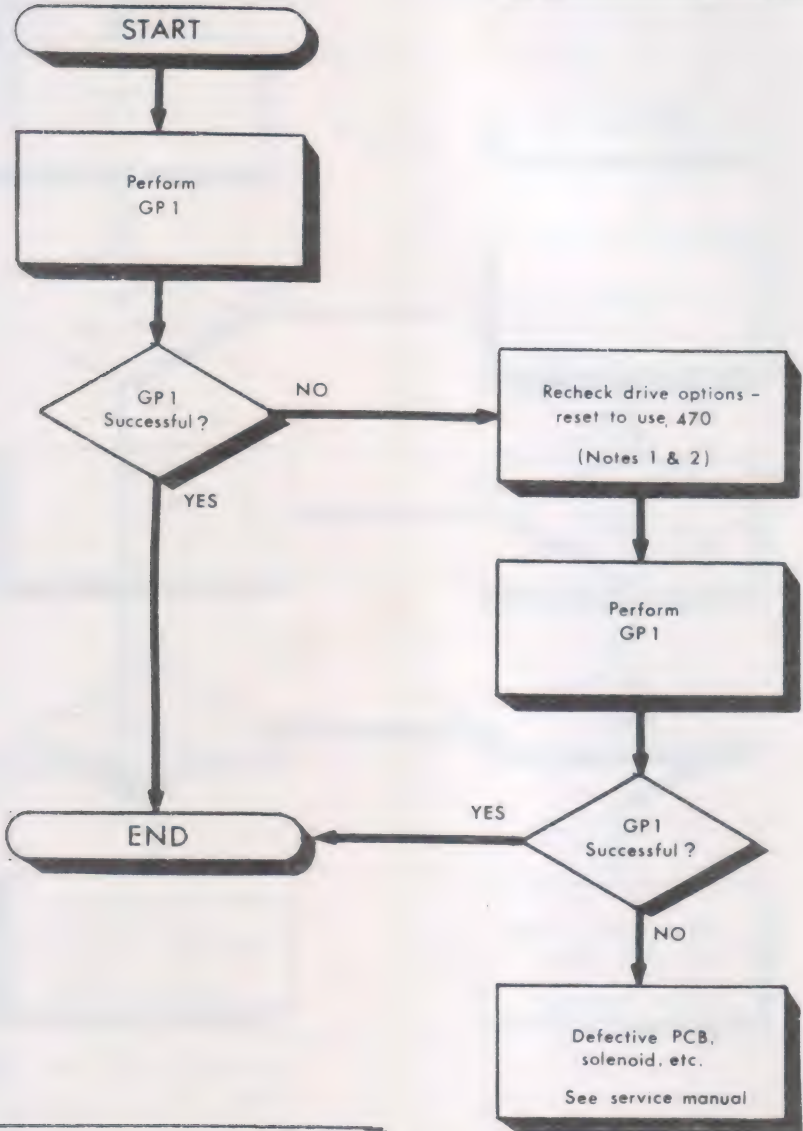 START
Perform
GP 1
GP 1
Successful?
NO
YES
Recheck drive options –
reset to use, 470
(Notes 1 & 2)
Perform
GP 1
GP 1
Successful?
YES
END
NO
Defective PCB,
solenoid, etc.
See service manual